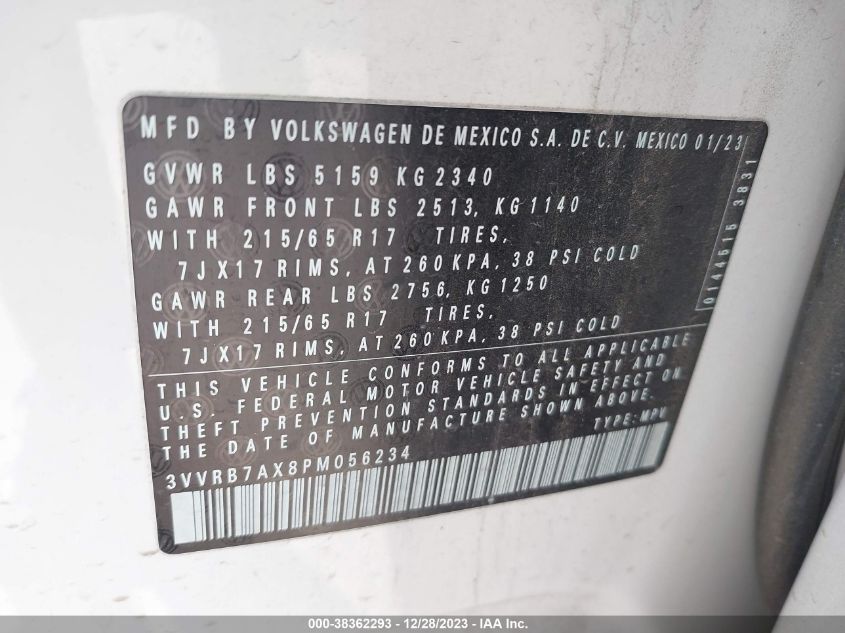 MFD BY VOLKSWAGEN DE MEXICO S.A. DE C.V. MEXICO 01/23
GVWR LBS 5159 KG 2340
GAWR FRONT LBS 2513, KG 1140
WITH 215/65 R17 TIRES,
7JX17 RIMS, AT 260 KPA, 38 PSI COLD
GAWR REAR LBS 2756, KG 1250
WITH 215/65 R17 TIRES,
7JX17 RIMS, AT 260 KPA, 38 PSI COLD
THIS VEHICLE CONFORMS TO ALL APPLICABLE
U.S. FEDERAL MOTOR VEHICLE SAFETY AND
THEFT PREVENTION STANDARDS IN EFFECT ON
THE DATE OF MANUFACTURE SHOWN ABOVE.
TYPE: MPV
3VVRB7AX8PM056234
0144515 3831
000-38362293 - 12/28/2023 - IAA Inc.